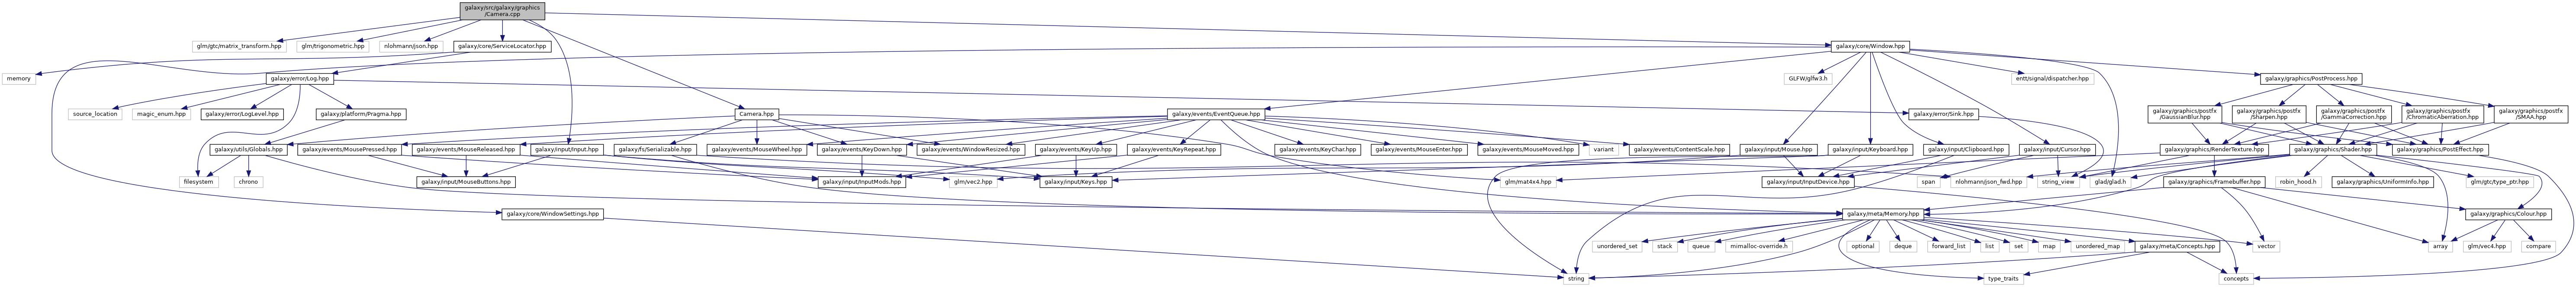 galaxy/src/galaxy/graphics
/Camera.cpp
glm/gtc/matrix_transform.hpp
glm/trigonometric.hpp
nlohmann/json.hpp
galaxy/core/ServiceLocator.hpp
galaxy/core/Window.hpp
memory
galaxy/error/Log.hpp
GLFW/glfw3.h
entt/signal/dispatcher.hpp
galaxy/graphics/PostProcess.hpp
source_location
magic_enum.hpp
galaxy/error/LogLevel.hpp
galaxy/platform/Pragma.hpp
Camera.hpp
galaxy/events/EventQueue.hpp
galaxy/error/Sink.hpp
galaxy/graphics/postfx
/GaussianBlur.hpp
galaxy/graphics/postfx
/Sharpen.hpp
galaxy/graphics/postfx
/GammaCorrection.hpp
galaxy/graphics/postfx
/ChromaticAberration.hpp
galaxy/graphics/postfx
/SMAA.hpp
galaxy/utils/Globals.hpp
galaxy/events/MousePressed.hpp
galaxy/events/MouseReleased.hpp
galaxy/input/Input.hpp
galaxy/fs/Serializable.hpp
galaxy/events/MouseWheel.hpp
galaxy/events/KeyDown.hpp
galaxy/events/WindowResized.hpp
galaxy/events/KeyUp.hpp
galaxy/events/KeyRepeat.hpp
galaxy/events/KeyChar.hpp
galaxy/events/MouseEnter.hpp
galaxy/events/MouseMoved.hpp
variant
galaxy/events/ContentScale.hpp
galaxy/input/Mouse.hpp
galaxy/input/Keyboard.hpp
galaxy/input/Clipboard.hpp
galaxy/input/Cursor.hpp
galaxy/graphics/RenderTexture.hpp
galaxy/graphics/Shader.hpp
galaxy/graphics/PostEffect.hpp
filesystem
chrono
galaxy/input/MouseButtons.hpp
galaxy/input/InputMods.hpp
glm/vec2.hpp
galaxy/input/Keys.hpp
glm/mat4x4.hpp
galaxy/input/InputDevice.hpp
span
nlohmann/json_fwd.hpp
string_view
glad/glad.h
galaxy/graphics/Framebuffer.hpp
robin_hood.h
galaxy/graphics/UniformInfo.hpp
glm/gtc/type_ptr.hpp
galaxy/core/WindowSettings.hpp
galaxy/meta/Memory.hpp
galaxy/graphics/Colour.hpp
unordered_set
stack
queue
mimalloc-override.h
optional
deque
forward_list
list
set
map
unordered_map
galaxy/meta/Concepts.hpp
vector
array
glm/vec4.hpp
compare
string
type_traits
concepts